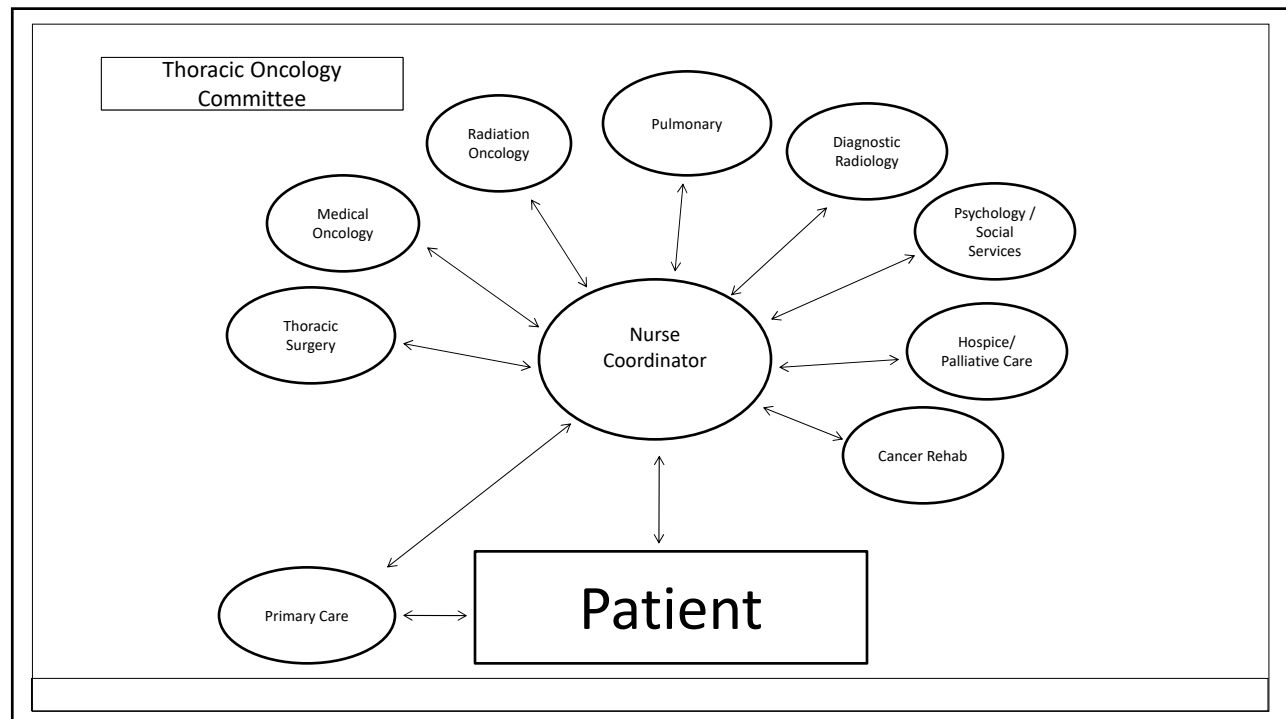 Thoracic Oncology
Committee
Radiation
Oncology
Pulmonary
Diagnostic
Radiology
Medical
Oncology
Psychology /
Social
Services
Thoracic
Surgery
Nurse
Coordinator
Hospice/
Palliative Care
Cancer Rehab
Primary Care
Patient